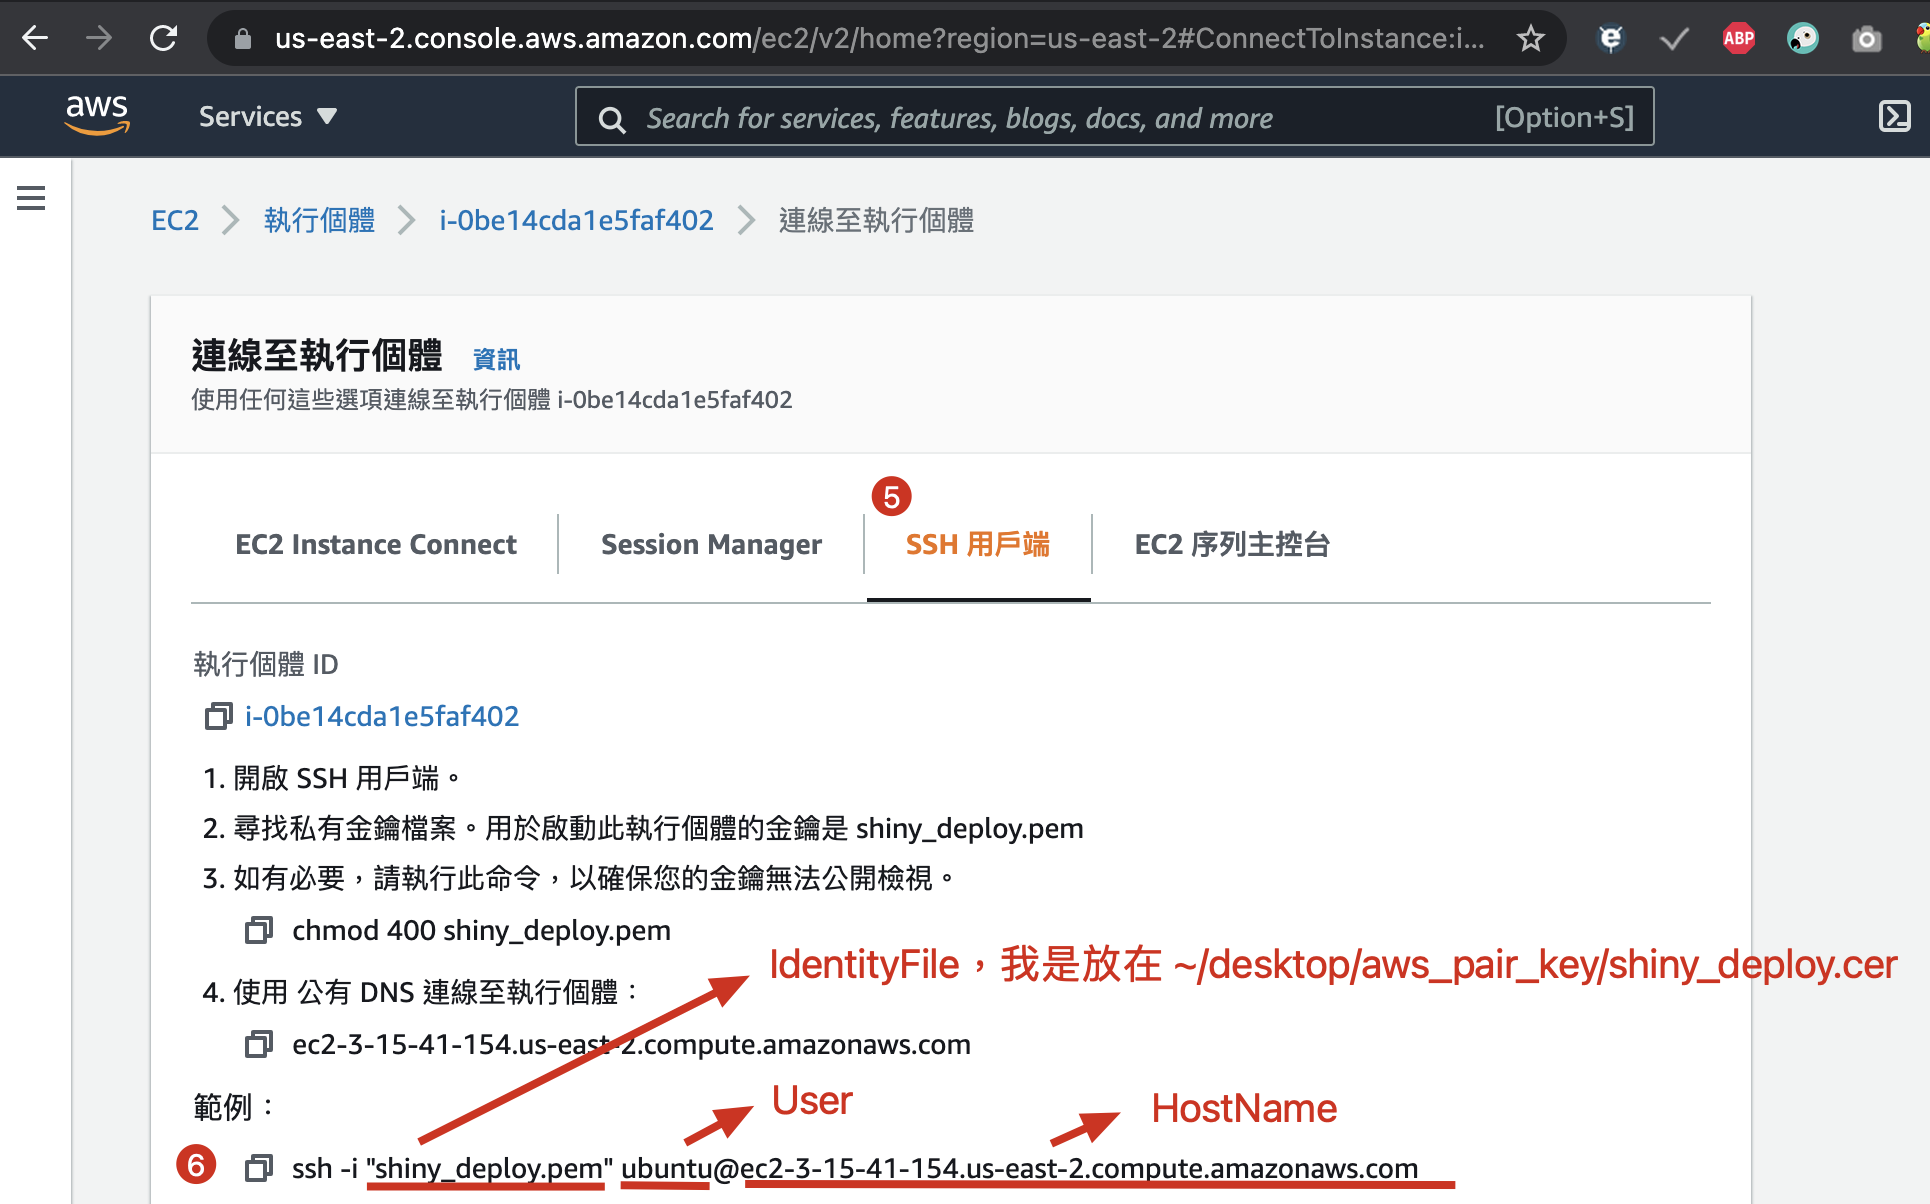 us-east-2.console.aws.amazon.com/ec2/v2/home?region=us-east-2#ConnectToInstance:i...
ABP
aws
Services
Search for services, features, blogs, docs, and more
[Option+S]
EC2
執行個體
i-0be14cda1e5faf402
連線至執行個體
連線至執行個體 資訊
使用任何這些選項連線至執行個體 i-0be14cda1e5faf402
5
EC2 Instance Connect
Session Manager
SSH 用戶端
EC2 序列主控台
執行個體 ID
i-0be14cda1e5faf402
1. 開啟 SSH 用戶端。
2. 尋找私有金鑰檔案。用於啟動此執行個體的金鑰是 shiny_deploy.pem
3. 如有必要，請執行此命令，以確保您的金鑰無法公開檢視。
chmod 400 shiny_deploy.pem
IdentityFile，我是放在 ~/desktop/aws_pair_key/shiny_deploy.cer
4. 使用 公有 DNS 連線至執行個體：
ec2-3-15-41-154.us-east-2.compute.amazonaws.com
User
HostName
範例：
6
ssh -i "shiny_deploy.pem" ubuntu@ec2-3-15-41-154.us-east-2.compute.amazonaws.com